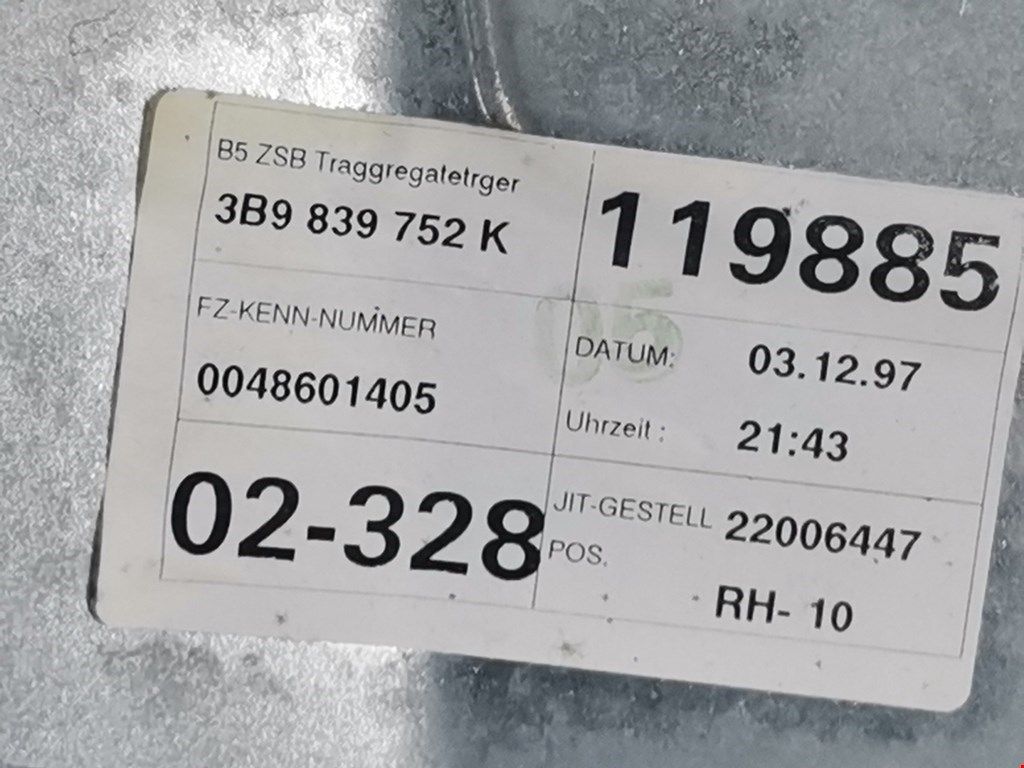 B5 ZSB Traggregatetrger
3B9 839 752 K
119885
FZ-KENN-NUMMER
0048601405
DATUM: 03.12.97
Uhrzeit : 21:43
02-328
JIT-GESTELL 22006447
POS. RH- 10
05